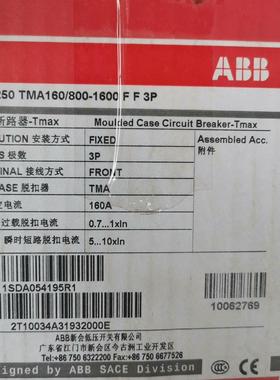 ABB
250 TMA160/800-1600 F F 3P
断路器-Tmax Moulded Case Circuit Breaker-Tmax
UTION 安装方式 FIXED Assembled Acc.
S 极数 3P 附件
INAL 接线方式 FRONT
EASE 脱扣器 TMA
定电流 160A
过载脱扣电流 0.7...1xIn
瞬时短路脱扣电流 5...10xIn
1SDA054195R1
10062769
2T10034A31932000E
ABB新会低压开关有限公司
广东省江门市新会区今古洲工业开发区
Tel:+86 750 6322200 Fax:+86 750 6677526
signed by ABB SACE Division